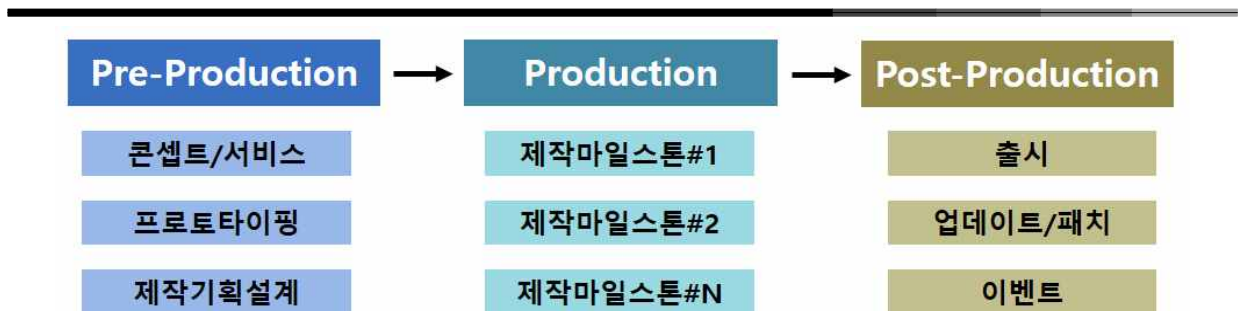 Pre-Production
Production
Post-Production
콘셉트/서비스
제작마일스톤#1
출시
프로토타이핑
제작마일스톤#2
업데이트/패치
제작기획설계
제작마일스톤#N
이벤트